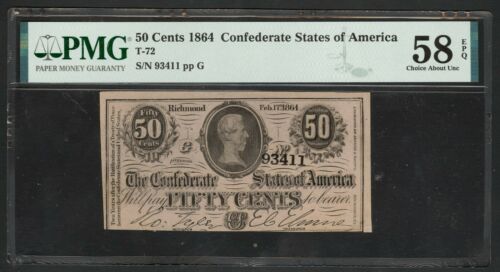 PMG
PAPER MONEY GUARANTY
50 Cents 1864 Confederate States of America
T-72
S/N 93411 pp G
58 EPQ
Choice About Unc
Fifty
50
Cents
Richmond
Feb.17.1864
50
No
93411
The Confederate States of America
Will pay FIFTY CENTS to bearer